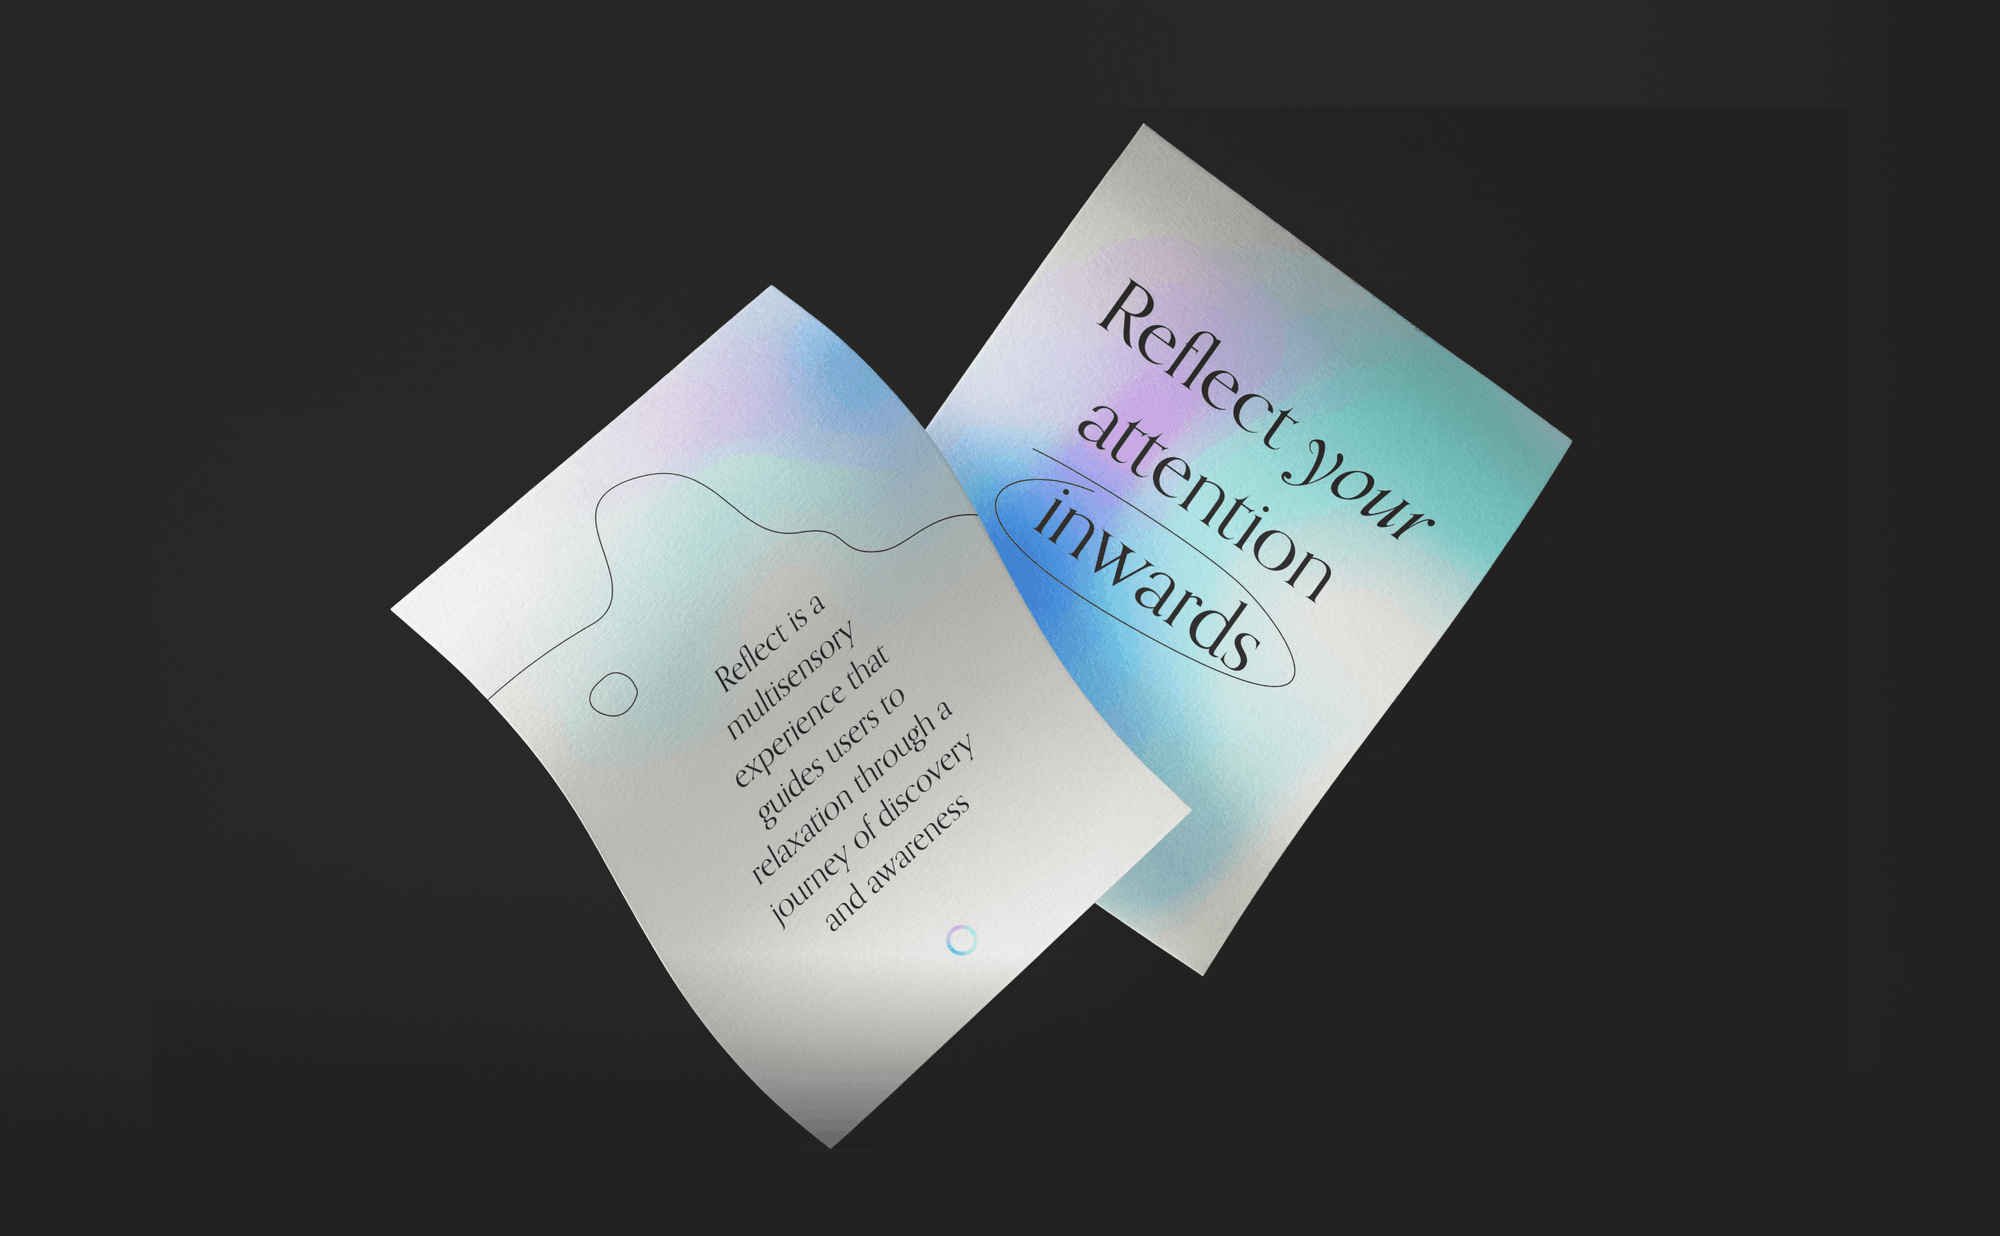 Reflect your
attention
inwards
Reflect is a
multisensory
experience that
guides users to
relaxation through a
journey of discovery
and awareness